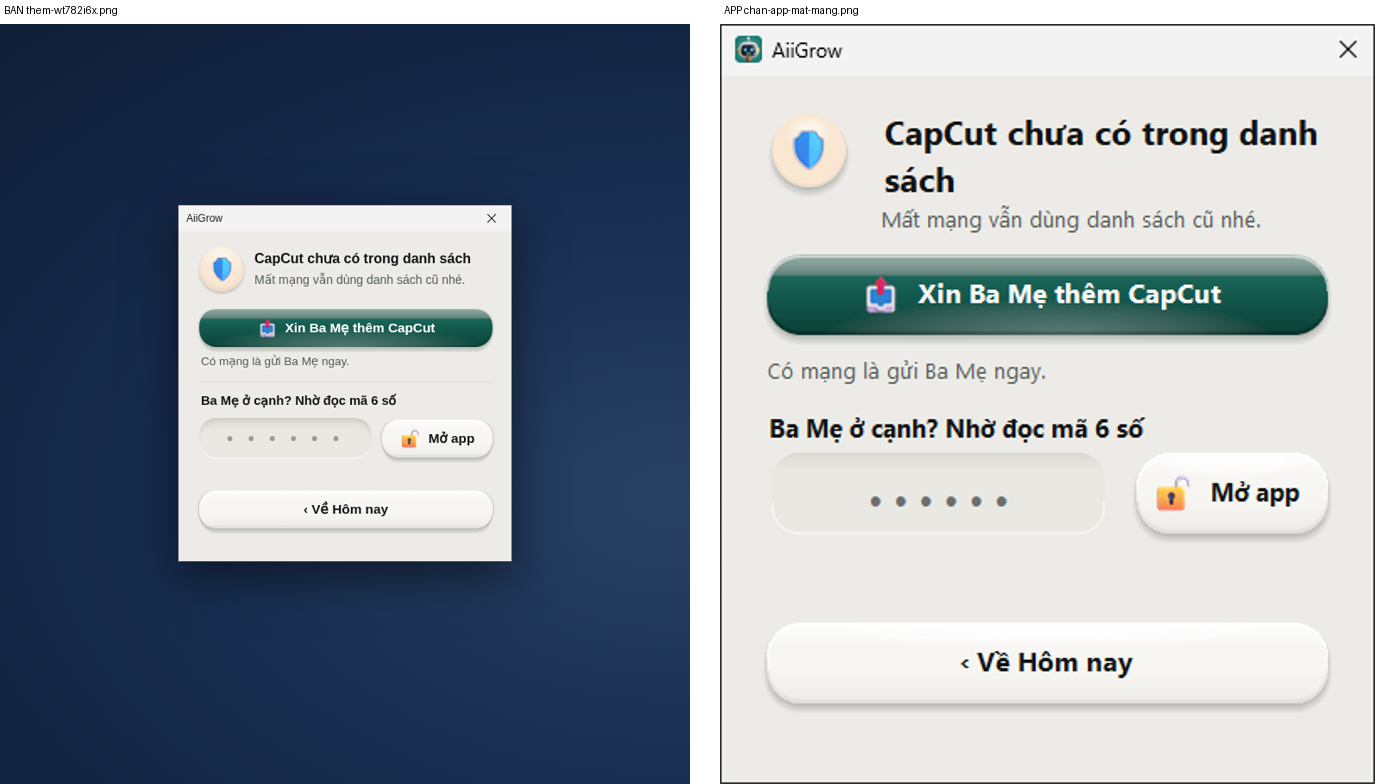 BAN them-wt782i6x.png
AiiGrow
CapCut chưa có trong danh sách
Mất mạng vẫn dùng danh sách cũ nhé.
Xin Ba Mẹ thêm CapCut
Có mạng là gửi Ba Mẹ ngay.
Ba Mẹ ở cạnh? Nhờ đọc mã 6 số
Mở app
‹ Về Hôm nay
APP chan-app-mat-mang.png
AiiGrow
CapCut chưa có trong danh
sách
Mất mạng vẫn dùng danh sách cũ nhé.
Xin Ba Mẹ thêm CapCut
Có mạng là gửi Ba Mẹ ngay.
Ba Mẹ ở cạnh? Nhờ đọc mã 6 số
Mở app
‹ Về Hôm nay